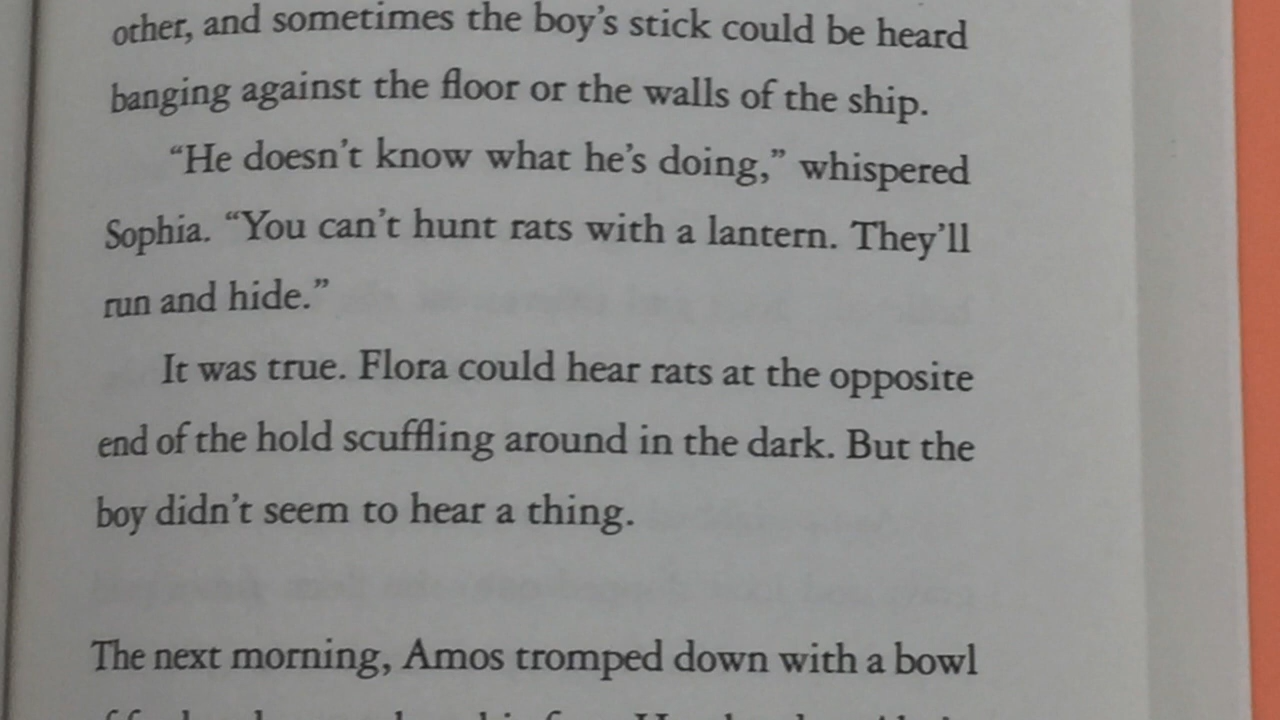 other, and sometimes the boy's stick could be heard
banging against the floor or the walls of the ship.
“He doesn't know what he's doing,” whispered
Sophia. “You can't hunt rats with a lantern. They'll
run and hide.”
It was true. Flora could hear rats at the opposite
end of the hold scuffling around in the dark. But the
boy didn't seem to hear a thing.
The next morning, Amos tromped down with a bowl